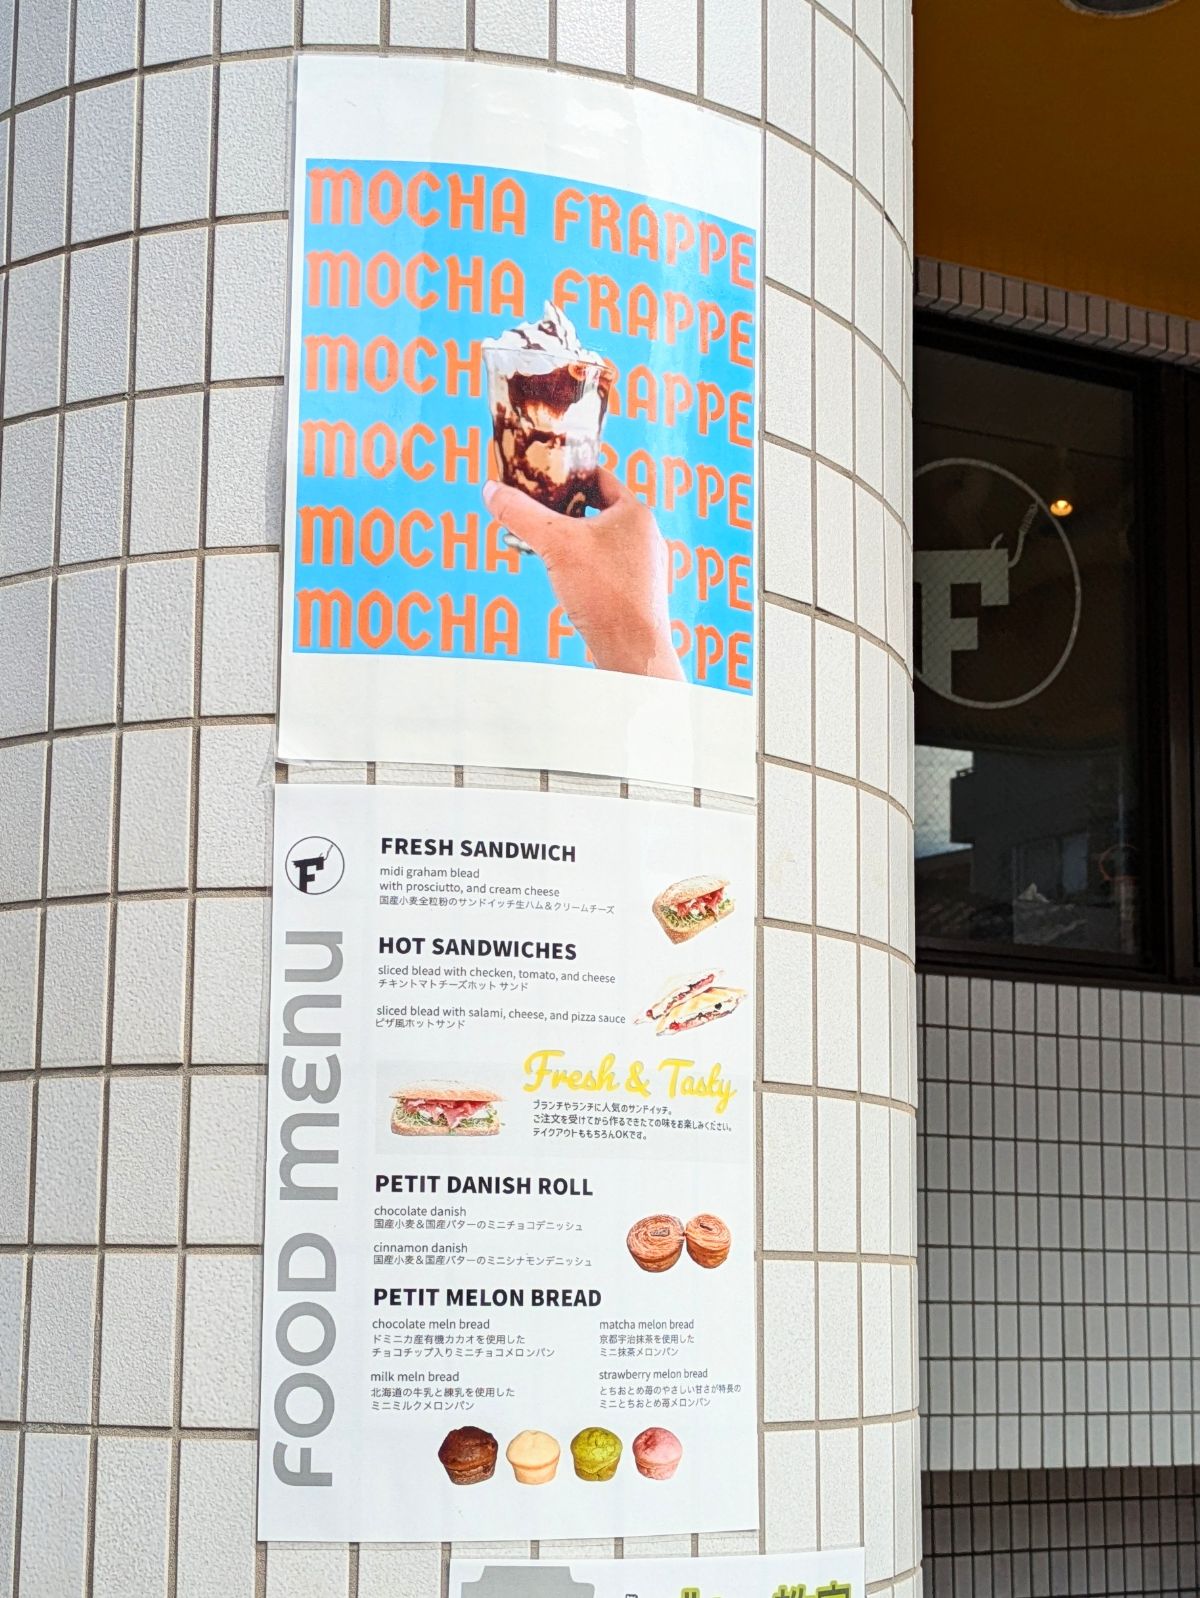 MOCHA FRAPPE
MOCHA FRAPPE
MOCH RAPPE
MOCH RAPPE
MOCHA PPE
MOCHA F PPE
F
F
FOOD MENU
FRESH SANDWICH
midi graham blead
with prosciutto, and cream cheese
国産小麦全粒粉のサンドイッチ生ハム＆クリームチーズ
HOT SANDWICHES
sliced blead with checken, tomato, and cheese
チキントマトチーズホット サンド
sliced blead with salami, cheese, and pizza sauce
ピザ風ホットサンド
Fresh & Tasty
ブランチやランチに人気のサンドイッチ。
ご注文を受けてから作るできたての味をお楽しみください。
テイクアウトももちろんOKです。
PETIT DANISH ROLL
chocolate danish
国産小麦＆国産バターのミニチョコデニッシュ
cinnamon danish
国産小麦＆国産バターのミニシナモンデニッシュ
PETIT MELON BREAD
chocolate meln bread
ドミニカ産有機カカオを使用した
チョコチップ入りミニチョコメロンパン
matcha melon bread
京都宇治抹茶を使用した
ミニ抹茶メロンパン
milk meln bread
北海道の牛乳と練乳を使用した
ミニミルクメロンパン
strawberry melon bread
とちおとめ苺のやさしい甘さが特長の
ミニとちおとめ苺メロンパン